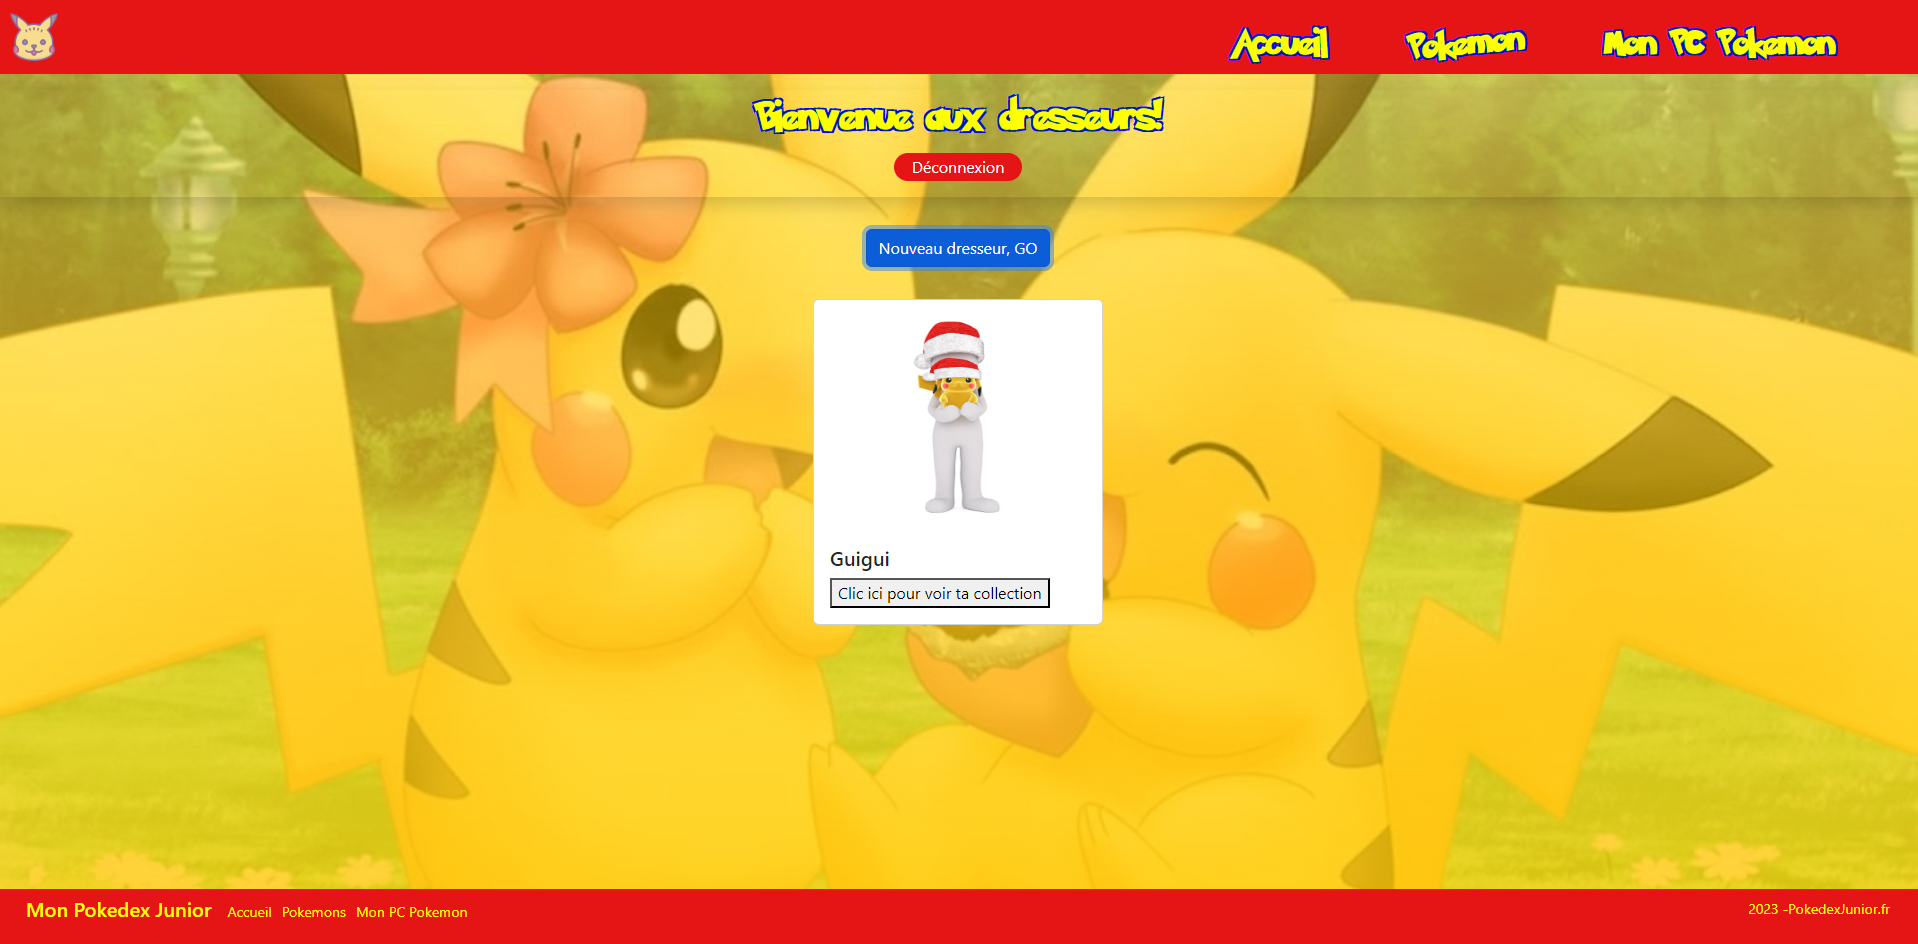 Accueil Pokemon Mon PC Pokemon
Bienvenue aux dresseurs!
Déconnexion
Nouveau dresseur, GO
Guigui
Clic ici pour voir ta collection
Mon Pokedex Junior Accueil Pokemons Mon PC Pokemon
2023 -PokedexJunior.fr